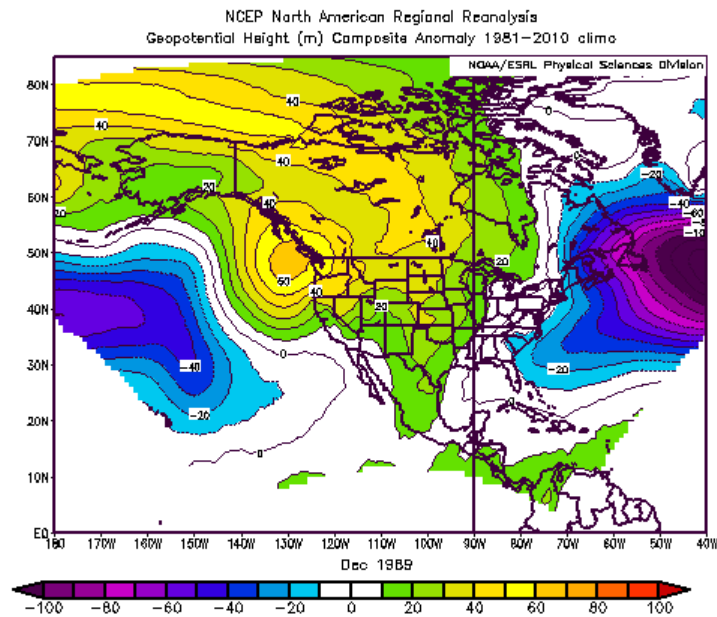 NCEP North American Regional Reanalysis
Geopotential Height (m) Composite Anomaly 1981-2010 climo
NOAA/ESRL Physical Sciences Division
80N
70N
60N
50N
40N
30N
20N
10N
EQ
40
0
40
20
40
40
-20
-40
-60
20
40
20
50
40
20
-40
0
-20
-20
0
0
180 170W 160W 150W 140W 130W 120W 110W 100W 90W 80W 70W 60W 50W 40W
Dec 1989
-100 -80 -60 -40 -20 0 20 40 60 80 100